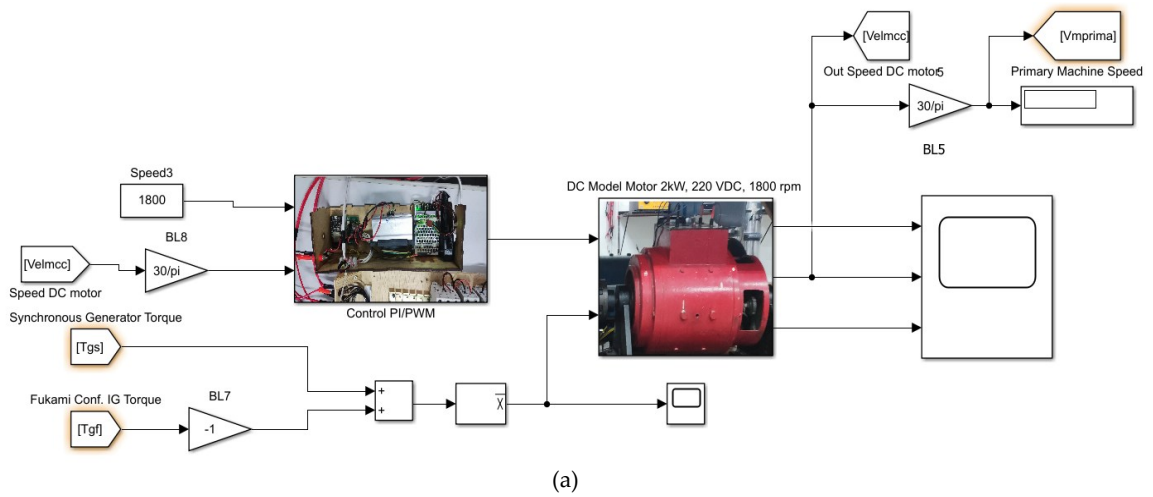 [Velmcc]
[Vmprima]
Out Speed DC motor5
Primary Machine Speed
30/pi
BL5
Speed3
1800
DC Model Motor 2kW, 220 VDC, 1800 rpm
BL8
[Velmcc]
30/pi
Speed DC motor
Control PI/PWM
Synchronous Generator Torque
[Tgs]
BL7
Fukami Conf. IG Torque
+
+
x
[Tgf]
-1
(a)